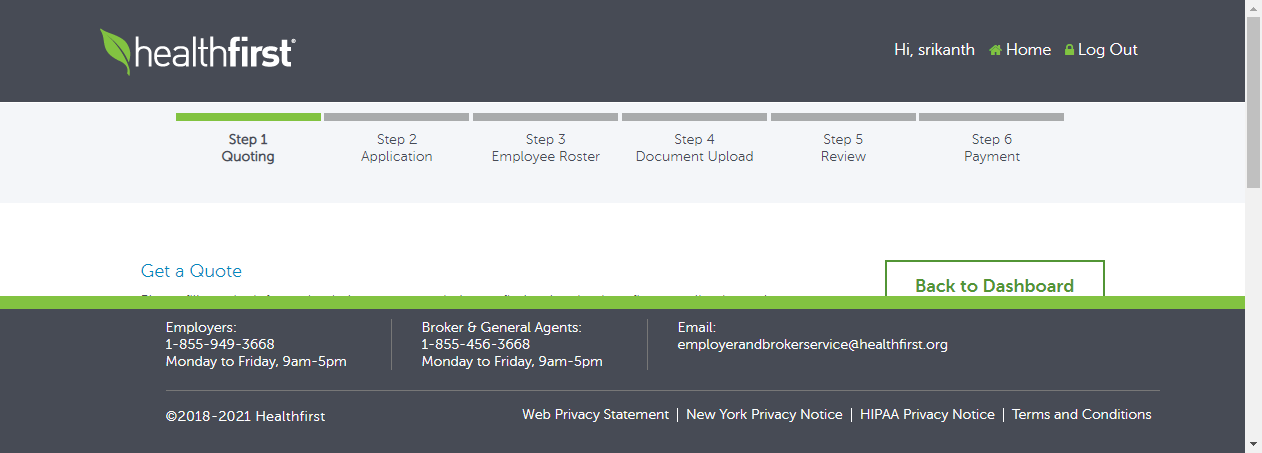 healthfirst®
Hi, srikanth Home Log Out
Step 1 Step 2 Step 3 Step 4 Step 5 Step 6
Quoting Application Employee Roster Document Upload Review Payment
Get a Quote
Back to Dashboard
Employers: Broker & General Agents: Email:
1-855-949-3668 1-855-456-3668 employerandbrokerservice@healthfirst.org
Monday to Friday, 9am-5pm Monday to Friday, 9am-5pm
©2018-2021 Healthfirst Web Privacy Statement | New York Privacy Notice | HIPAA Privacy Notice | Terms and Conditions